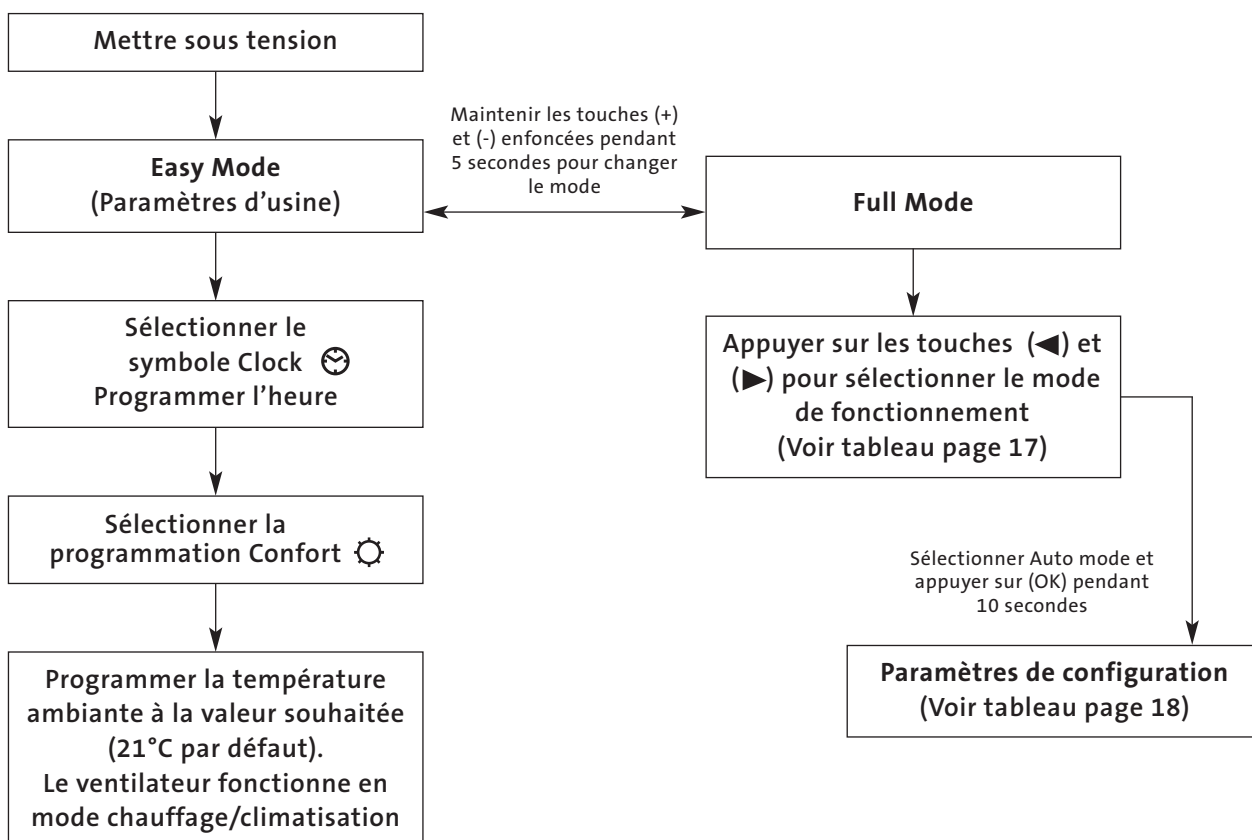 Mettre sous tension
Easy Mode
(Paramètres d'usine)
Sélectionner le
symbole Clock
Programmer l'heure
Sélectionner la
programmation Confort
Programmer la température
ambiante à la valeur souhaitée
(21°C par défaut).
Le ventilateur fonctionne en
mode chauffage/climatisation
Maintenir les touches (+)
et (-) enfoncées pendant
5 secondes pour changer
le mode
Full Mode
Appuyer sur les touches (◀) et
(▶) pour sélectionner le mode
de fonctionnement
(Voir tableau page 17)
Sélectionner Auto mode et
appuyer sur (OK) pendant
10 secondes
Paramètres de configuration
(Voir tableau page 18)